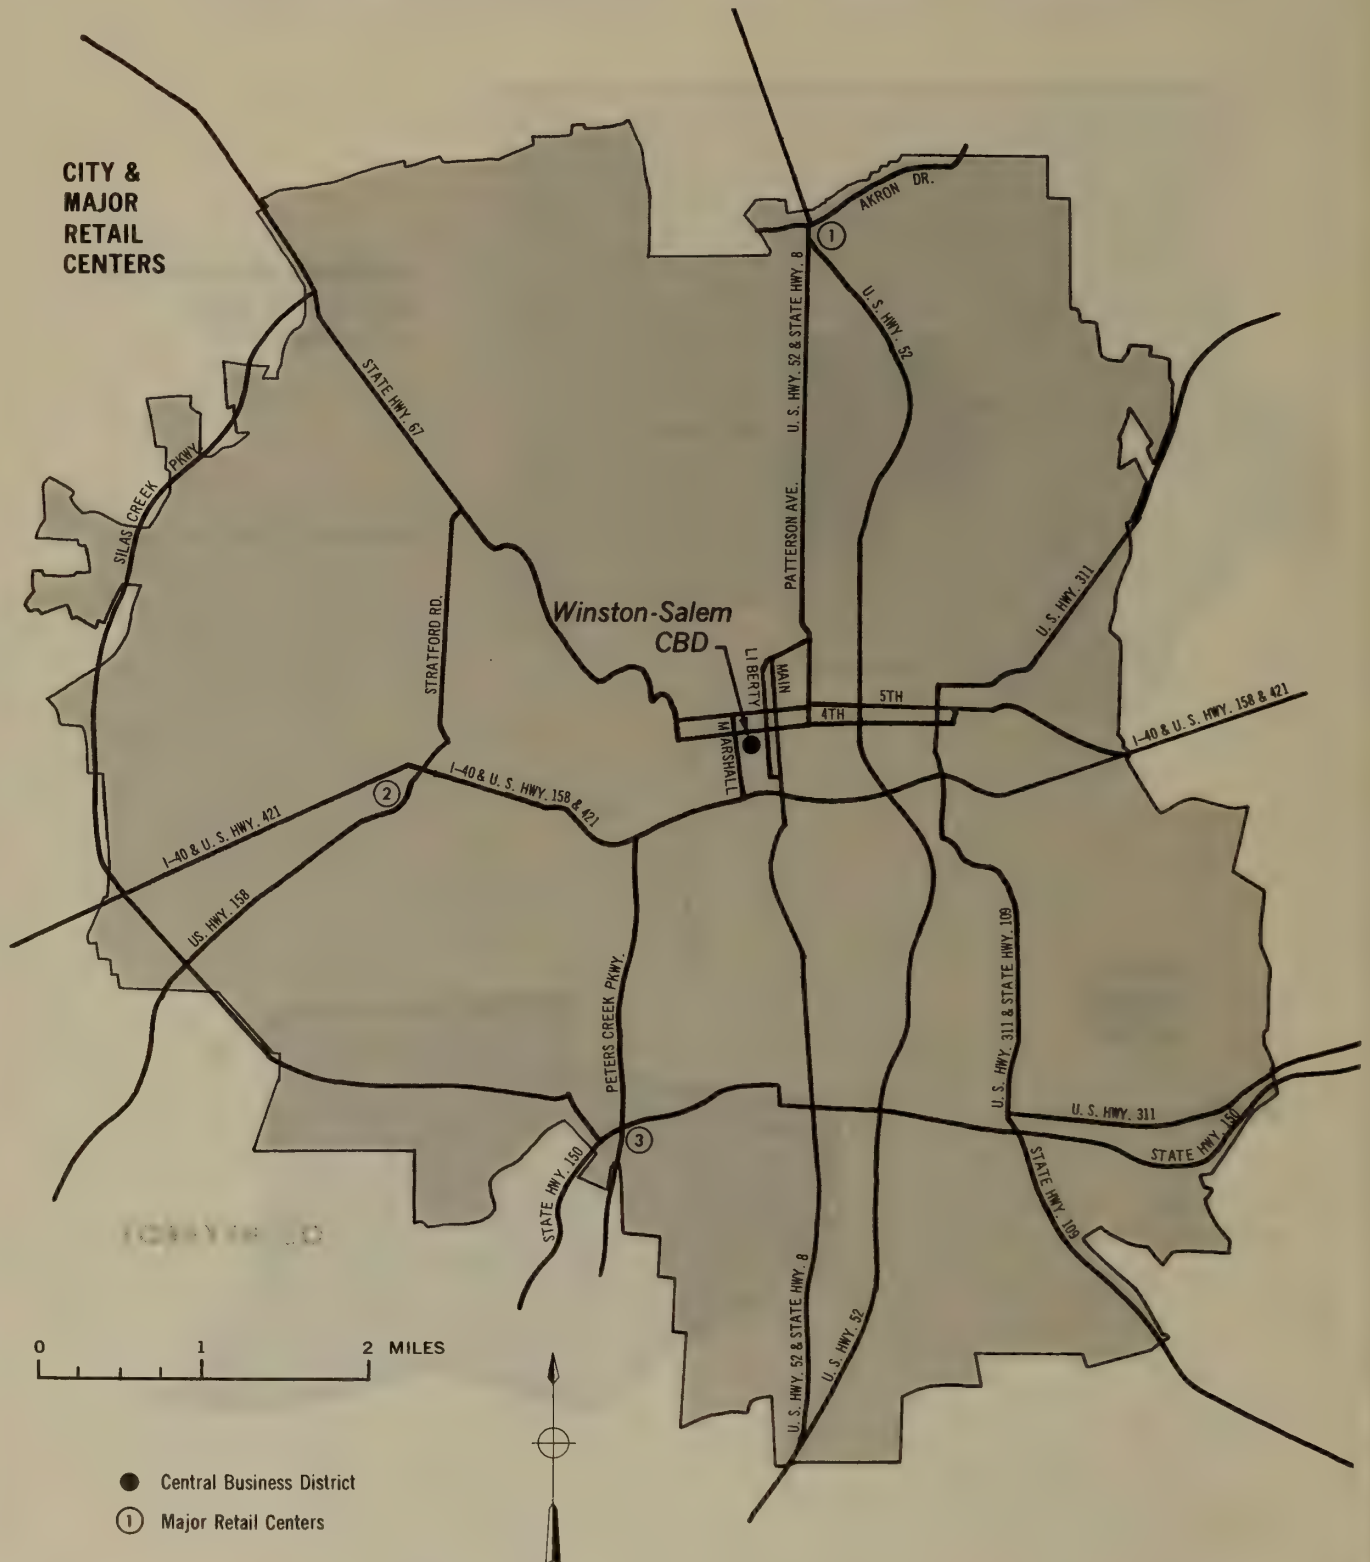 CITY &
MAJOR
RETAIL
CENTERS
AKRON DR.
1
U. S. HWY. 52 & STATE HWY. 8
U. S. HWY. 52
STATE HWY. 67
SILAS CREEK PKWY.
PATTERSON AVE.
U. S. HWY. 311
STRATFORD RD.
Winston-Salem
CBD
LIBERTY
MAIN
5TH
4TH
MARSHALL
I-40 & U. S. HWY. 158 & 421
I-40 & U. S. HWY. 158 & 421
2
I-40 & U. S. HWY. 421
US. HWY. 158
PETERS CREEK PKWY.
U. S. HWY. 311 & STATE HWY. 109
U. S. HWY. 311
STATE HWY. 150
3
STATE HWY. 150
STATE HWY. 109
U. S. HWY. 52 & STATE HWY. 8
U. S. HWY. 52
0 1 2 MILES
Central Business District
1 Major Retail Centers